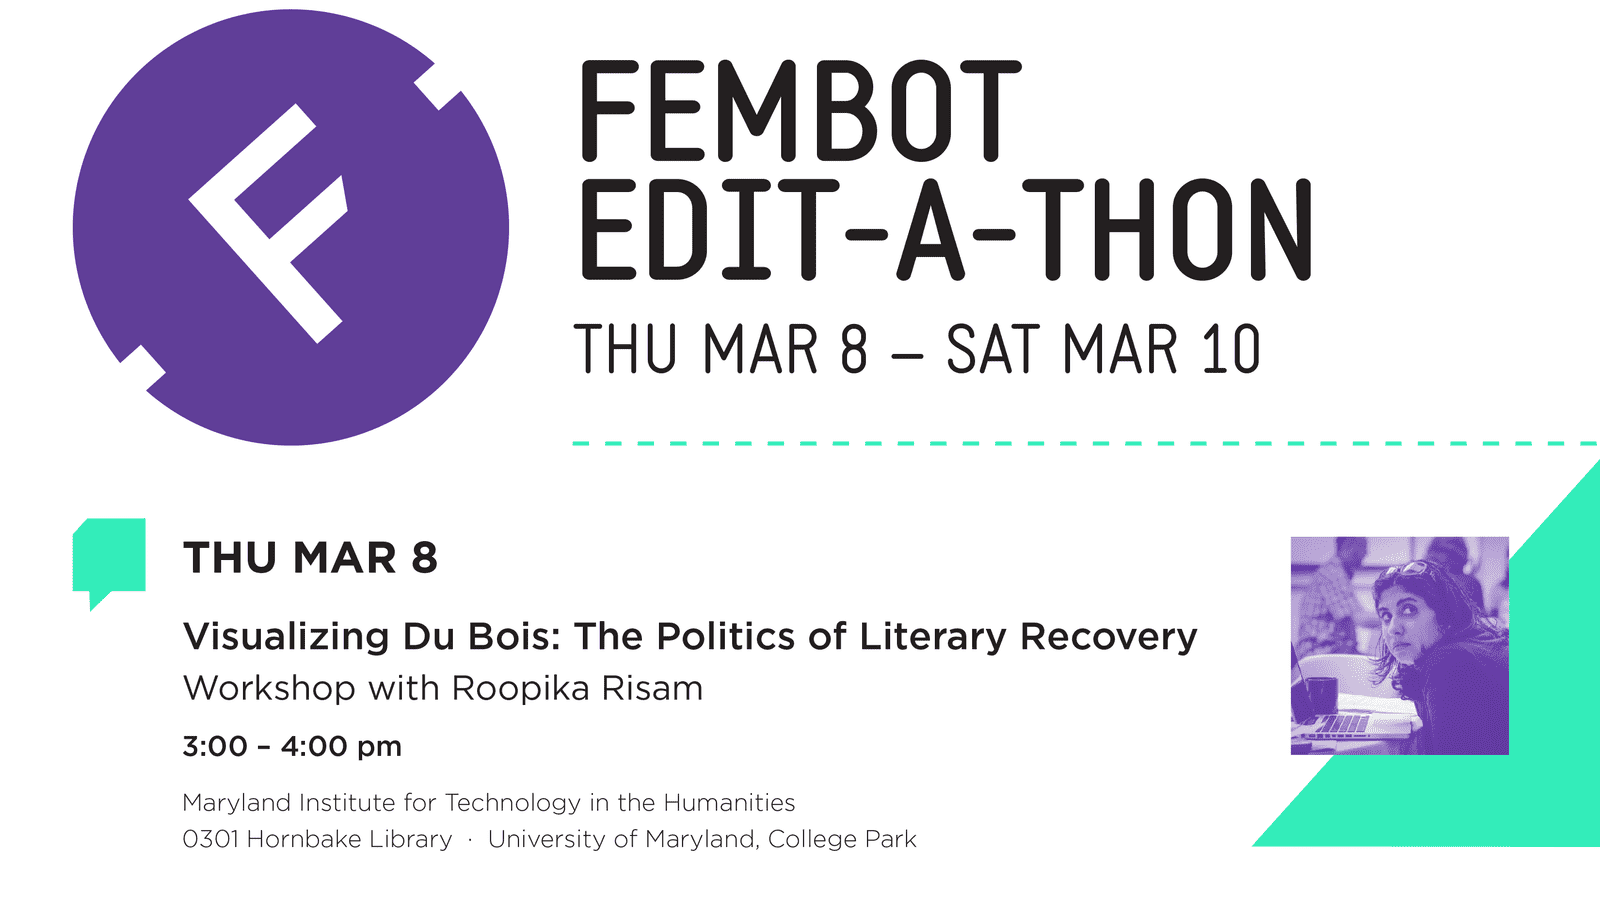 F
FEMBOT
EDIT-A-THON
THU MAR 8 – SAT MAR 10
THU MAR 8
Visualizing Du Bois: The Politics of Literary Recovery
Workshop with Roopika Risam
3:00 – 4:00 pm
Maryland Institute for Technology in the Humanities
0301 Hornbake Library · University of Maryland, College Park